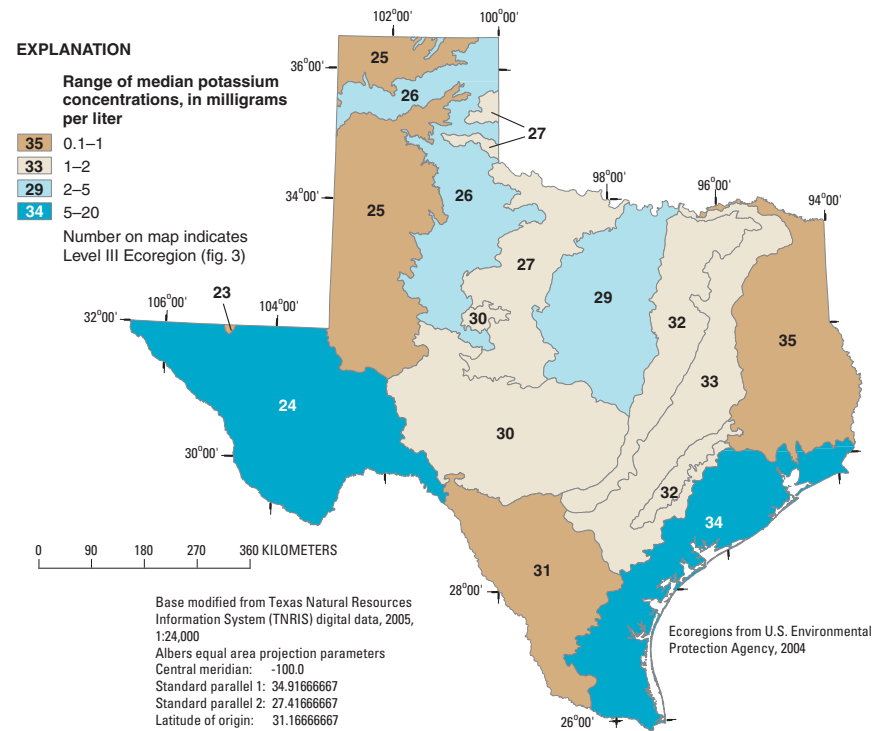 EXPLANATION
Range of median potassium
concentrations, in milligrams
per liter
35 0.1–1
33 1–2
29 2–5
34 5–20
Number on map indicates
Level III Ecoregion (fig. 3)
102°00'
100°00'
36°00'
25
26
27
34°00'
25
26
98°00'
96°00'
94°00'
27
29
23
106°00'
104°00'
32°00'
30
32
35
33
24
30
30°00'
32
34
0 90 180 270 360 KILOMETERS
31
28°00'
Base modified from Texas Natural Resources
Information System (TNRIS) digital data, 2005,
1:24,000
Albers equal area projection parameters
Central meridian: -100.0
Standard parallel 1: 34.91666667
Standard parallel 2: 27.41666667
Latitude of origin: 31.16666667
Ecoregions from U.S. Environmental
Protection Agency, 2004
26°00'